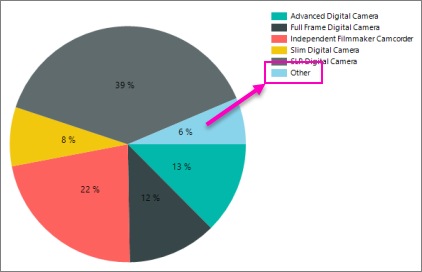 Advanced Digital Camera
Full Frame Digital Camera
Independent Filmmaker Camcorder
Slim Digital Camera
SLR Digital Camera
Other
39 %
6 %
8 %
13 %
22 %
12 %